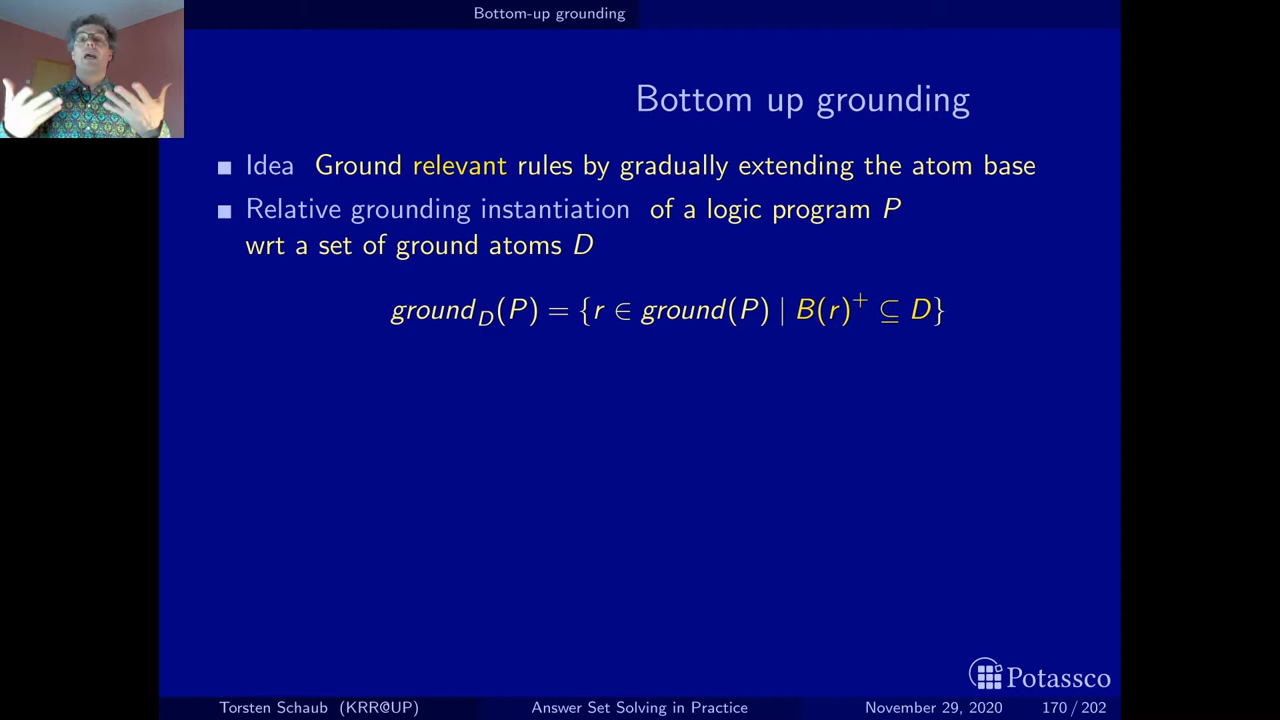 Bottom-up grounding
Bottom up grounding
Idea Ground relevant rules by gradually extending the atom base
Relative grounding instantiation of a logic program P
wrt a set of ground atoms D
ground_D(P) = {r ∈ ground(P) | B(r)⁺ ⊆ D}
Potassco
Torsten Schaub (KRR@UP) Answer Set Solving in Practice November 29, 2020 170 / 202